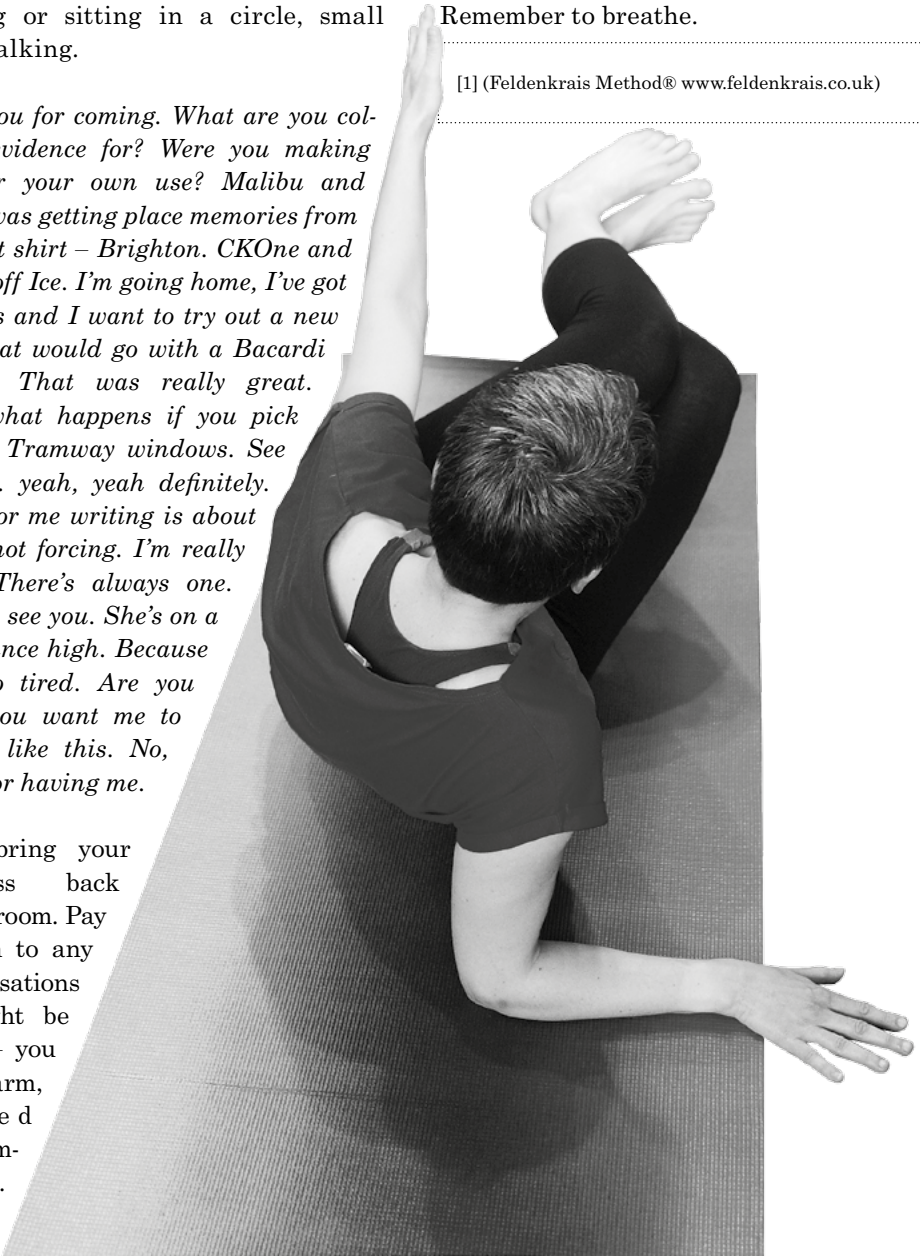 or sitting in a circle, small
alking.
ou for coming. What are you col-
vidence for? Were you making
r your own use? Malibu and
was getting place memories from
t shirt – Brighton. CKOne and
off Ice. I'm going home, I've got
s and I want to try out a new
at would go with a Bacardi
That was really great.
what happens if you pick
Tramway windows. See
. yeah, yeah definitely.
or me writing is about
not forcing. I'm really
There's always one.
see you. She's on a
nce high. Because
o tired. Are you
ou want me to
like this. No,
or having me.
bring your
ss back
room. Pay
n to any
sations
ht be
– you
arm,
e d
m-
.
Remember to breathe.
[1] (Feldenkrais Method® www.feldenkrais.co.uk)